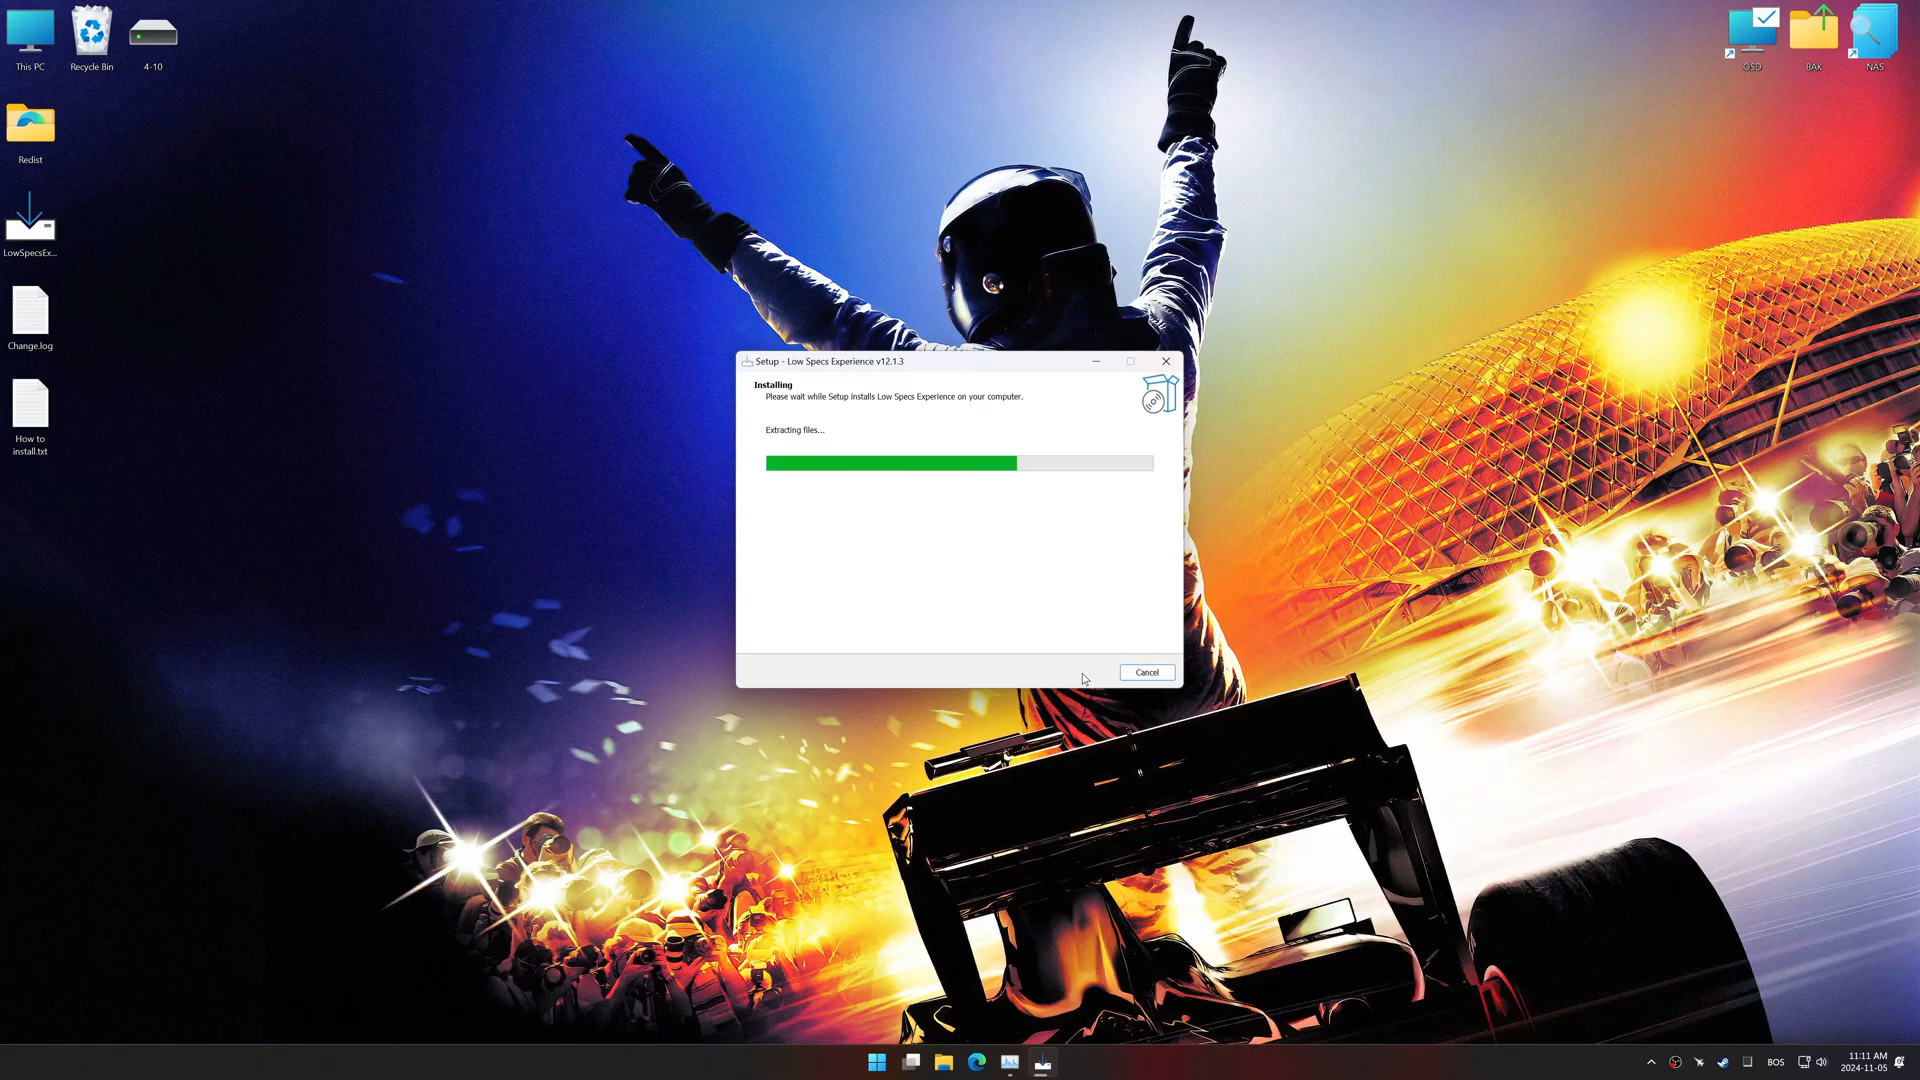 This PC
Recycle Bin
4-10
OSD
BAK
NAS
Redist
LowSpecsEx...
Change.log
How to
install.txt
Setup - Low Specs Experience v12.1.3
Installing
Please wait while Setup installs Low Specs Experience on your computer.
Extracting files...
Cancel
BOS
11:11 AM
2024-11-05